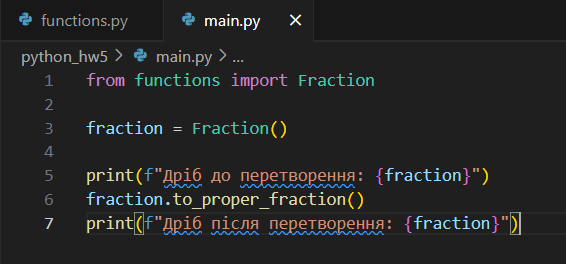 functions.py main.py ×
python_hw5 > main.py > ...
1 from functions import Fraction
2
3 fraction = Fraction()
4
5 print(f"Дріб до перетворення: {fraction}")
6 fraction.to_proper_fraction()
7 print(f"Дріб після перетворення: {fraction}")